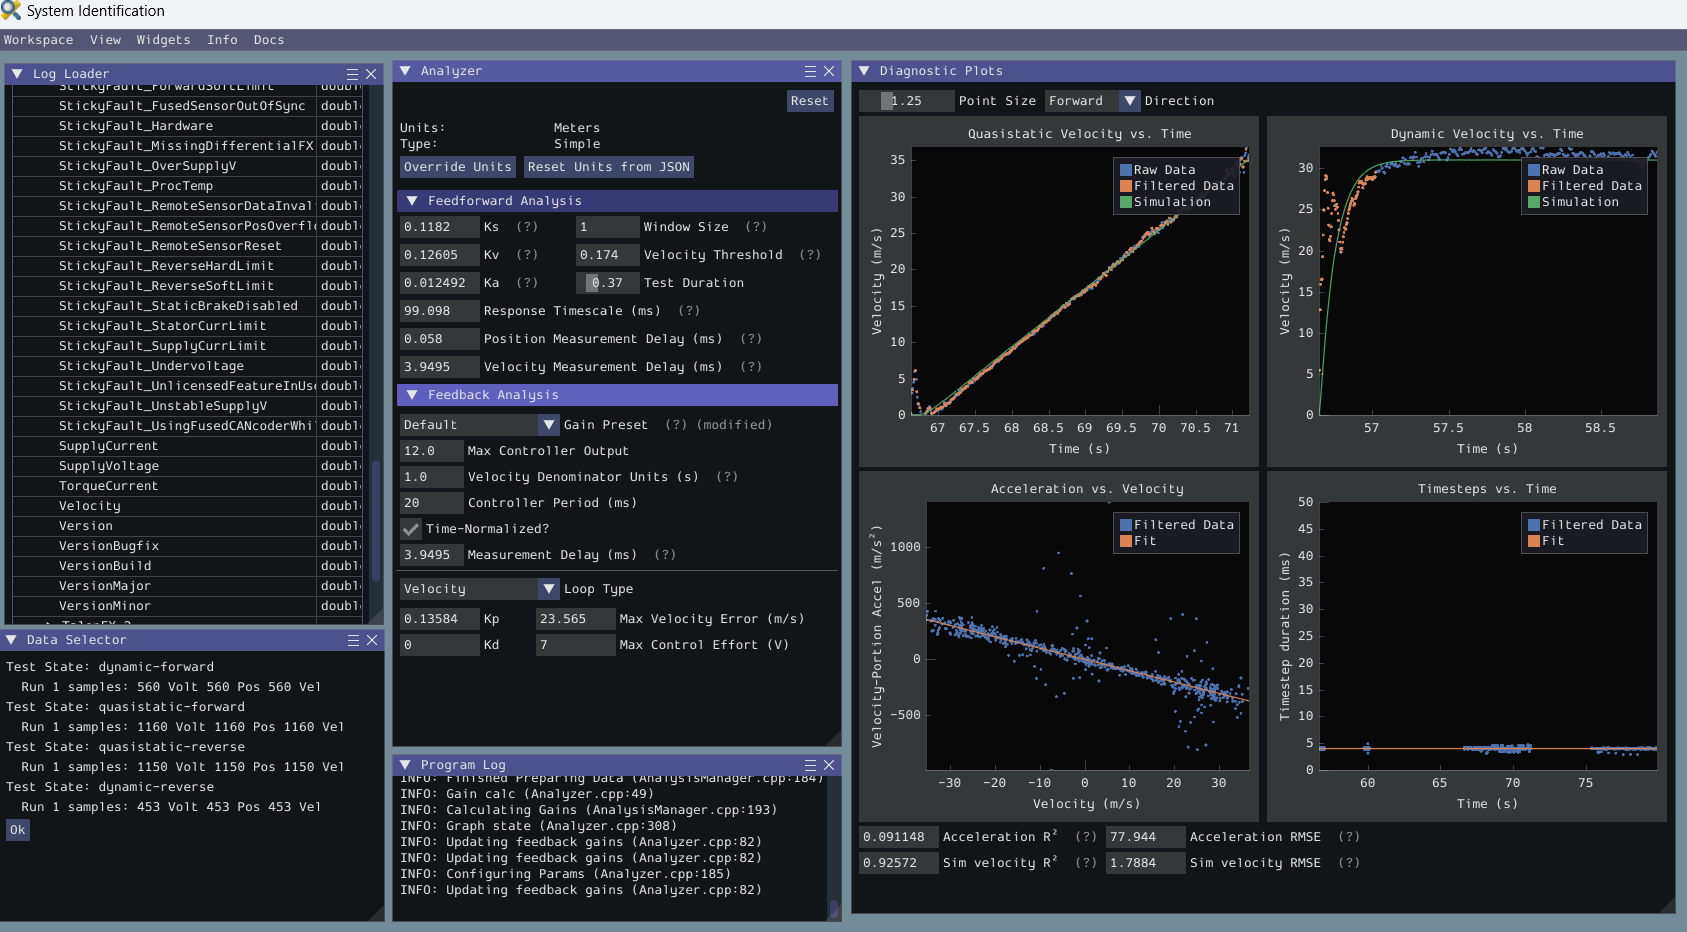 System Identification
Workspace View Widgets Info Docs
Log Loader
StickyFault_ForwardSoftLimit doubl
StickyFault_FusedSensorOutOfSync doubl
StickyFault_Hardware doubl
StickyFault_MissingDifferentialFX doubl
StickyFault_OverSupplyV doubl
StickyFault_ProcTemp doubl
StickyFault_RemoteSensorDataInval doubl
StickyFault_RemoteSensorPosOverfl doubl
StickyFault_RemoteSensorReset doubl
StickyFault_ReverseHardLimit doubl
StickyFault_ReverseSoftLimit doubl
StickyFault_StaticBrakeDisabled doubl
StickyFault_StatorCurrLimit doubl
StickyFault_SupplyCurrLimit doubl
StickyFault_Undervoltage doubl
StickyFault_UnlicensedFeatureInUse doubl
StickyFault_UnstableSupplyV doubl
StickyFault_UsingFusedCANcoderWhi doubl
SupplyCurrent doubl
SupplyVoltage doubl
TorqueCurrent doubl
Velocity doubl
Version doubl
VersionBugfix doubl
VersionBuild doubl
VersionMajor doubl
VersionMinor doubl
Data Selector
Test State: dynamic-forward
Run 1 samples: 560 Volt 560 Pos 560 Vel
Test State: quasistatic-forward
Run 1 samples: 1160 Volt 1160 Pos 1160 Vel
Test State: quasistatic-reverse
Run 1 samples: 1150 Volt 1150 Pos 1150 Vel
Test State: dynamic-reverse
Run 1 samples: 453 Volt 453 Pos 453 Vel
Ok
Analyzer
Reset
Units: Meters
Type: Simple
Override Units Reset Units from JSON
Feedforward Analysis
0.1182 Ks (?) 1 Window Size (?)
0.12605 Kv (?) 0.174 Velocity Threshold (?)
0.012492 Ka (?) 0.37 Test Duration
99.098 Response Timescale (ms) (?)
0.058 Position Measurement Delay (ms) (?)
3.9495 Velocity Measurement Delay (ms) (?)
Feedback Analysis
Default Gain Preset (?) (modified)
12.0 Max Controller Output
1.0 Velocity Denominator Units (s) (?)
20 Controller Period (ms)
Time-Normalized?
3.9495 Measurement Delay (ms) (?)
Velocity Loop Type
0.13584 Kp 23.565 Max Velocity Error (m/s)
0 Kd 7 Max Control Effort (V)
Program Log
INFO: Finished Preparing Data (AnalysisManager.cpp:184)
INFO: Gain calc (Analyzer.cpp:49)
INFO: Calculating Gains (AnalysisManager.cpp:193)
INFO: Graph state (Analyzer.cpp:308)
INFO: Updating feedback gains (Analyzer.cpp:82)
INFO: Updating feedback gains (Analyzer.cpp:82)
INFO: Configuring Params (Analyzer.cpp:185)
INFO: Updating feedback gains (Analyzer.cpp:82)
Diagnostic Plots
1.25 Point Size Forward Direction
Quasistatic Velocity vs. Time
Raw Data
Filtered Data
Simulation
Velocity (m/s)
35
30
25
20
15
10
5
0
67 67.5 68 68.5 69 69.5 70 70.5 71
Time (s)
Dynamic Velocity vs. Time
Raw Data
Filtered Data
Simulation
Velocity (m/s)
30
25
20
15
10
5
0
57 57.5 58 58.5
Time (s)
Acceleration vs. Velocity
Filtered Data
Fit
Velocity-Portion Accel (m/s²)
1000
500
0
-500
-30 -20 -10 0 10 20 30
Velocity (m/s)
Timesteps vs. Time
Filtered Data
Fit
Timestep duration (ms)
50
45
40
35
30
25
20
15
10
5
0
60 65 70 75
Time (s)
0.091148 Acceleration R² (?) 77.944 Acceleration RMSE (?)
0.92572 Sim velocity R² (?) 1.7884 Sim velocity RMSE (?)